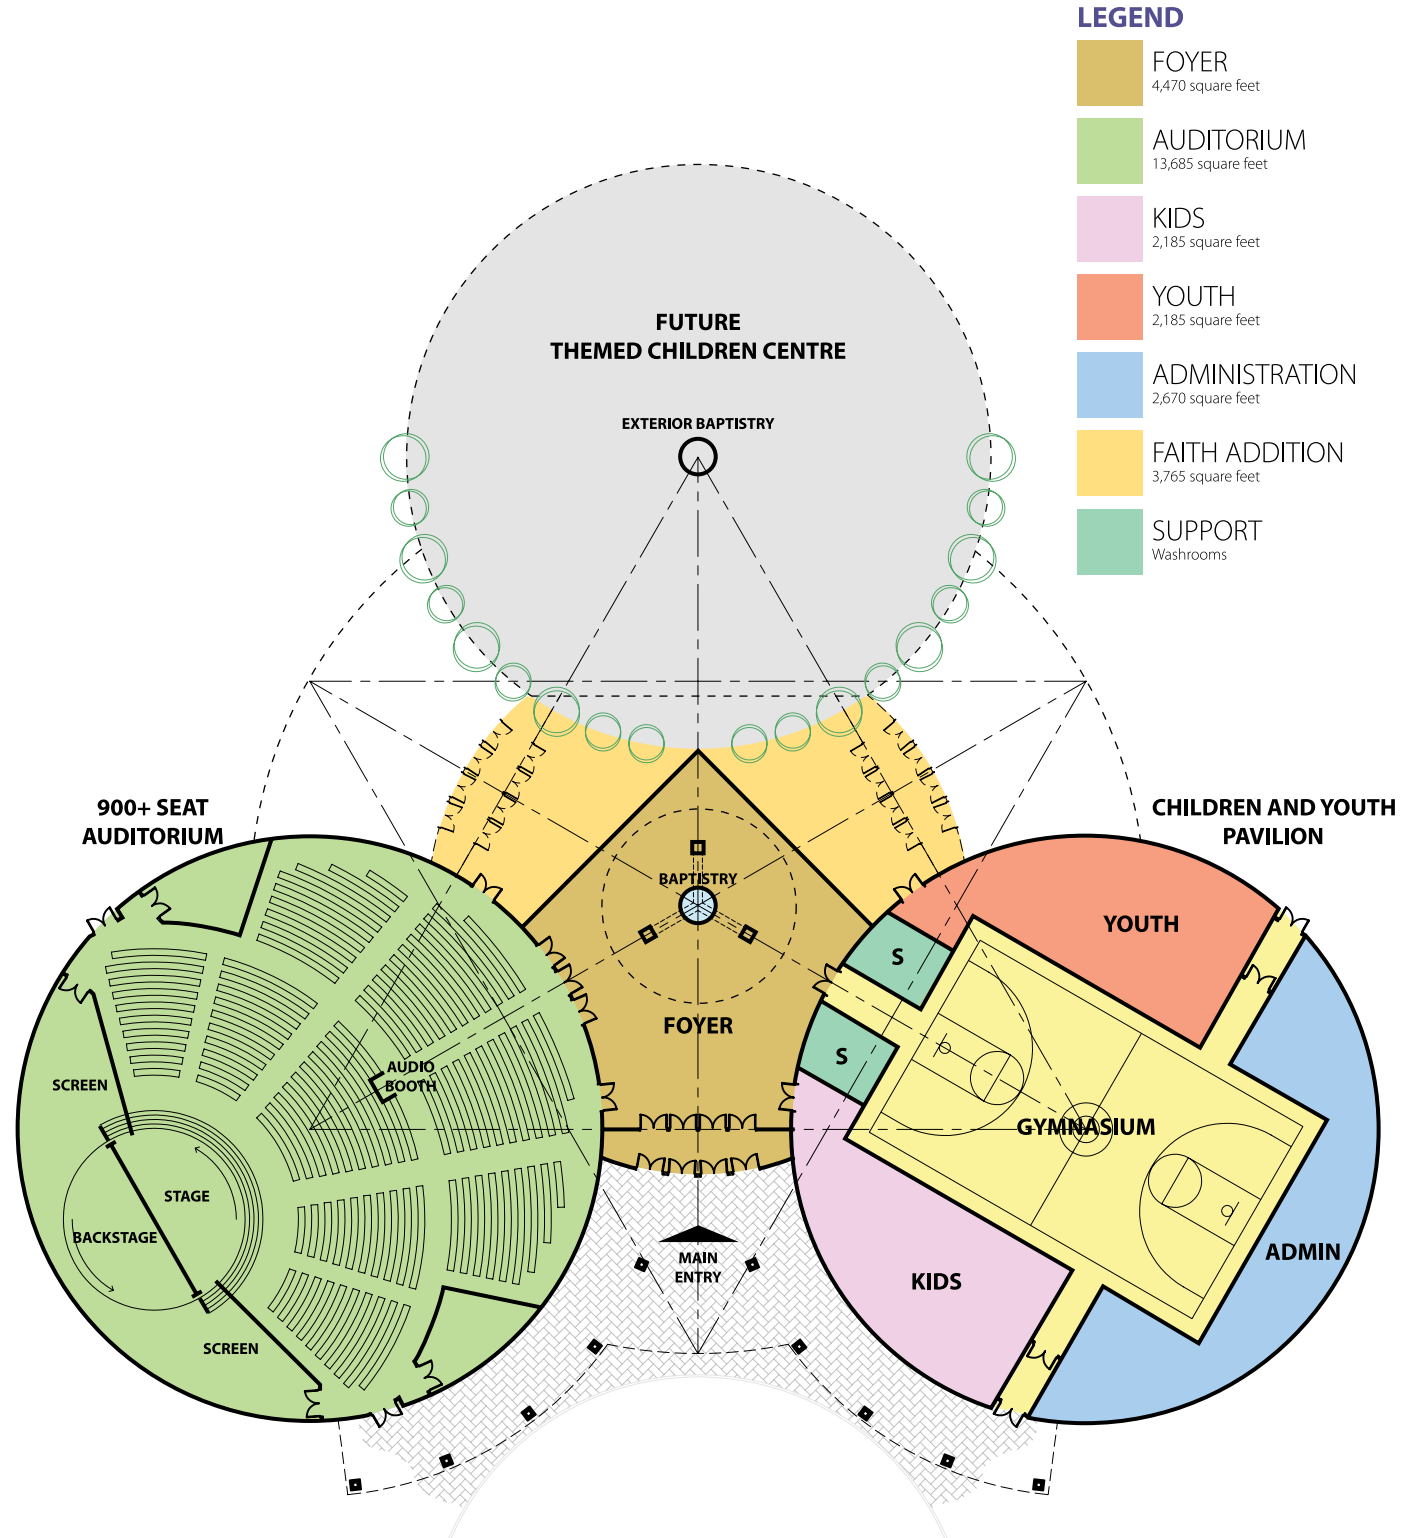 LEGEND
FOYER
4,470 square feet
AUDITORIUM
13,685 square feet
KIDS
2,185 square feet
YOUTH
2,185 square feet
ADMINISTRATION
2,670 square feet
FAITH ADDITION
3,765 square feet
SUPPORT
Washrooms
FUTURE
THEMED CHILDREN CENTRE
EXTERIOR BAPTISTRY
900+ SEAT
AUDITORIUM
CHILDREN AND YOUTH
PAVILION
BAPTISTRY
YOUTH
S
FOYER
S
AUDIO
BOOTH
SCREEN
GYMNASIUM
STAGE
BACKSTAGE
MAIN
ENTRY
ADMIN
KIDS
SCREEN